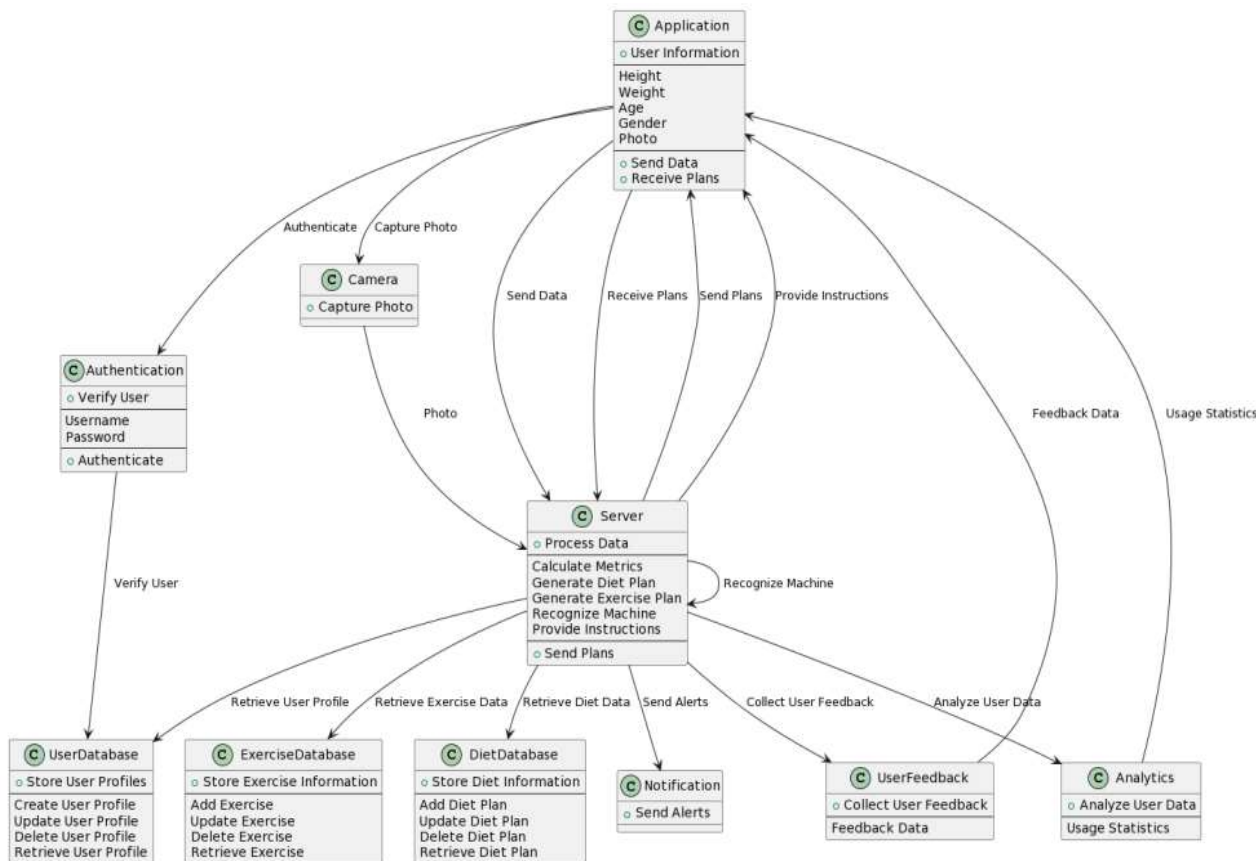 C Application
User Information
Height
Weight
Age
Gender
Photo
Send Data
Receive Plans
Authenticate
Capture Photo
C Camera
Capture Photo
Send Data
Receive Plans
Send Plans
Provide Instructions
C Authentication
Verify User
Username
Password
Authenticate
Photo
Feedback Data
Usage Statistics
C Server
Process Data
Calculate Metrics
Generate Diet Plan
Generate Exercise Plan
Recognize Machine
Provide Instructions
Send Plans
Recognize Machine
Verify User
Retrieve User Profile
Retrieve Exercise Data
Retrieve Diet Data
Send Alerts
Collect User Feedback
Analyze User Data
C UserDatabase
Store User Profiles
Create User Profile
Update User Profile
Delete User Profile
Retrieve User Profile
C ExerciseDatabase
Store Exercise Information
Add Exercise
Update Exercise
Delete Exercise
Retrieve Exercise
C DietDatabase
Store Diet Information
Add Diet Plan
Update Diet Plan
Delete Diet Plan
Retrieve Diet Plan
C Notification
Send Alerts
C UserFeedback
Collect User Feedback
Feedback Data
C Analytics
Analyze User Data
Usage Statistics